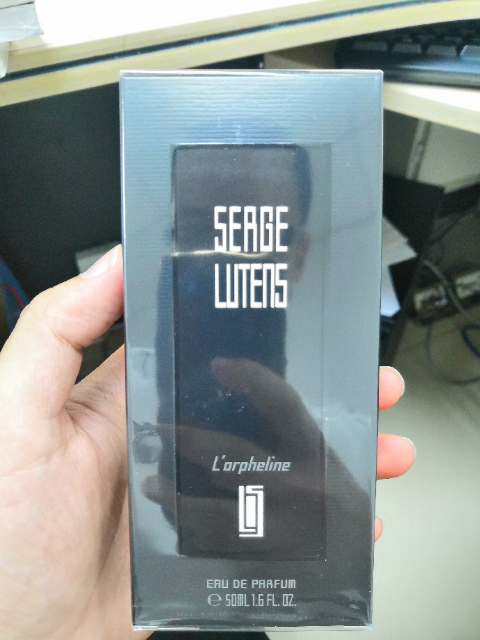 SERGE
LUTENS
L'orpheline
EAU DE PARFUM
℮ 50ML 1.6 FL. OZ.